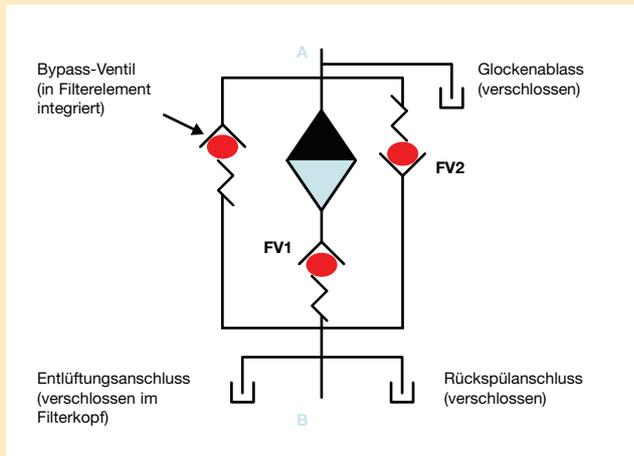 A
Bypass-Ventil
(in Filterelement
integriert)
Glockenablass
(verschlossen)
FV2
FV1
Entlüftungsanschluss
(verschlossen im
Filterkopf)
Rückspülanschluss
(verschlossen)
B